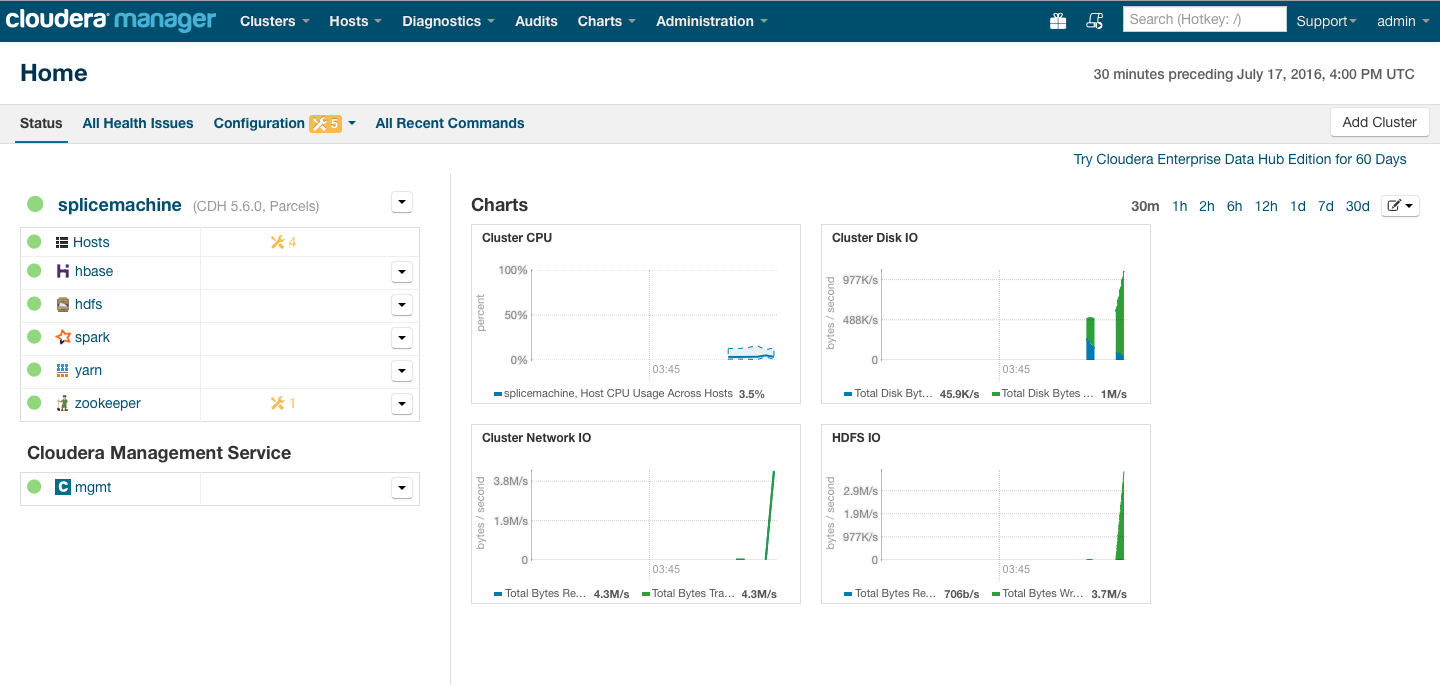 cloudera manager Clusters Hosts Diagnostics Audits Charts Administration Search (Hotkey: /) Support admin
Home
30 minutes preceding July 17, 2016, 4:00 PM UTC
Status All Health Issues Configuration 5 All Recent Commands Add Cluster
Try Cloudera Enterprise Data Hub Edition for 60 Days
splicemachine (CDH 5.6.0, Parcels)
Hosts 4
hbase
hdfs
spark
yarn
zookeeper 1
Cloudera Management Service
C mgmt
Charts 30m 1h 2h 6h 12h 1d 7d 30d
Cluster CPU
percent
100%
50%
0%
03:45
splicemachine, Host CPU Usage Across Hosts 3.5%
Cluster Disk IO
bytes / second
977K/s
488K/s
0
03:45
Total Disk Byt... 45.9K/s Total Disk Bytes ... 1M/s
Cluster Network IO
bytes / second
3.8M/s
1.9M/s
0
03:45
Total Bytes Re... 4.3M/s Total Bytes Tra... 4.3M/s
HDFS IO
bytes / second
2.9M/s
1.9M/s
977K/s
0
03:45
Total Bytes Re... 706b/s Total Bytes Wr... 3.7M/s